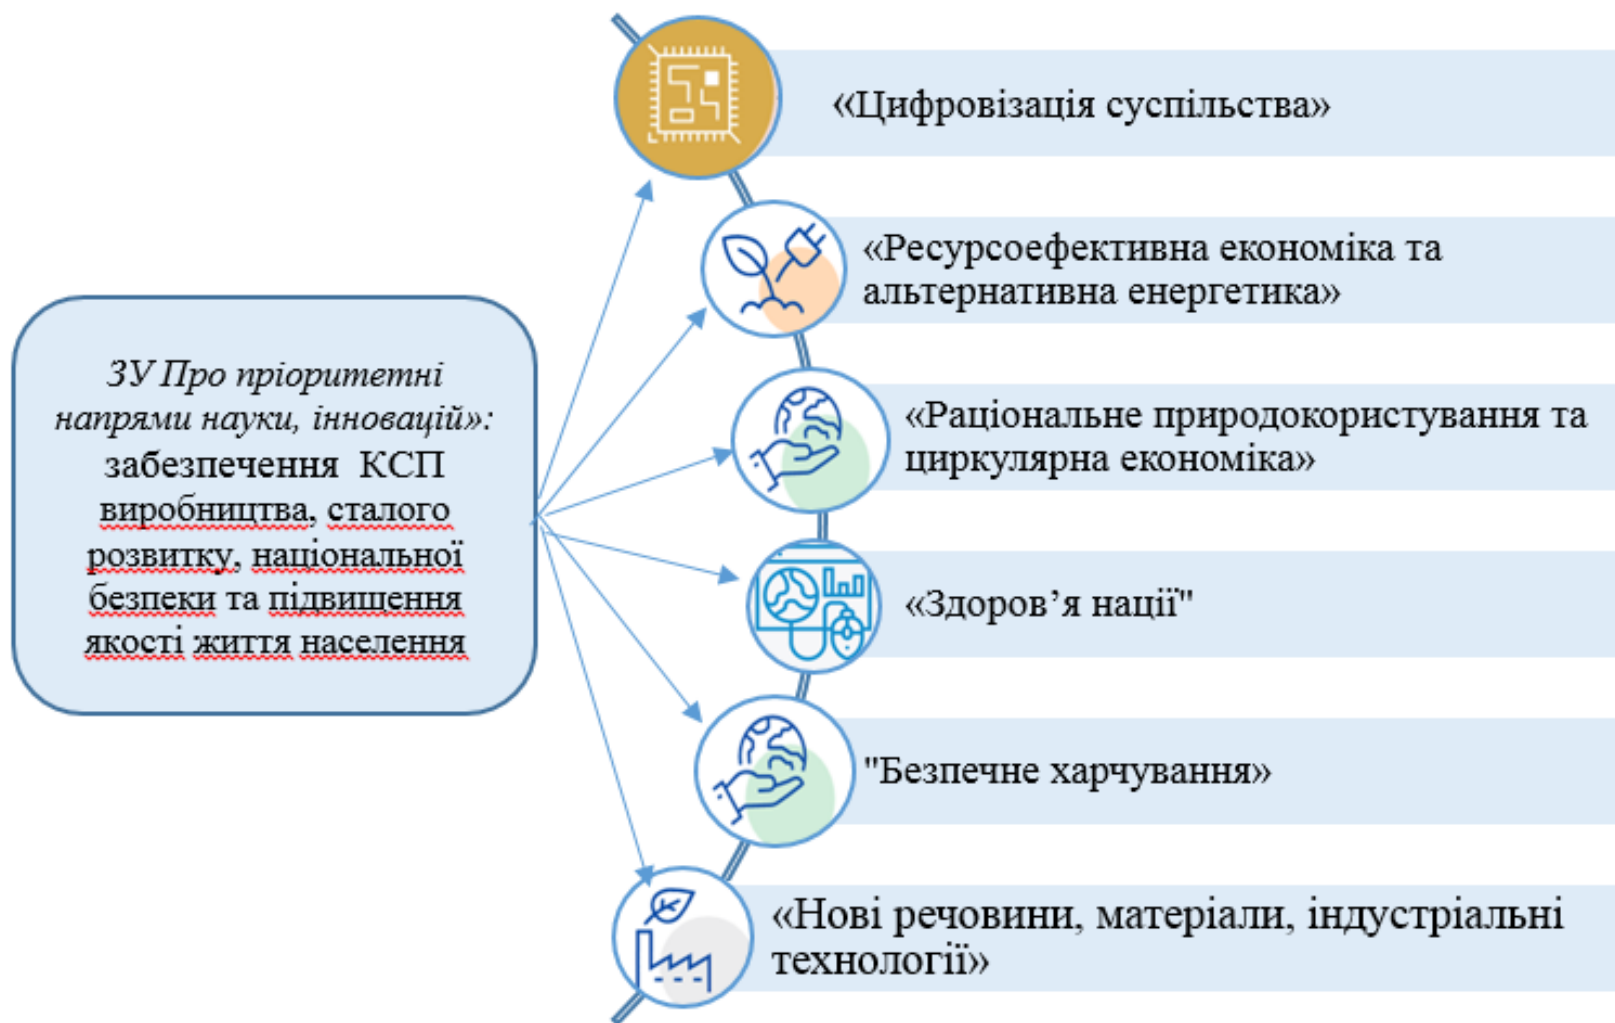 ЗУ Про пріоритетні
напрями науки, інновацій»:
забезпечення КСП
виробництва, сталого
розвитку, національної
безпеки та підвищення
якості життя населення
«Цифровізація суспільства»
«Ресурсоефективна економіка та
альтернативна енергетика»
«Раціональне природокористування та
циркулярна економіка»
«Здоров’я нації"
"Безпечне харчування»
«Нові речовини, матеріали, індустріальні
технології»